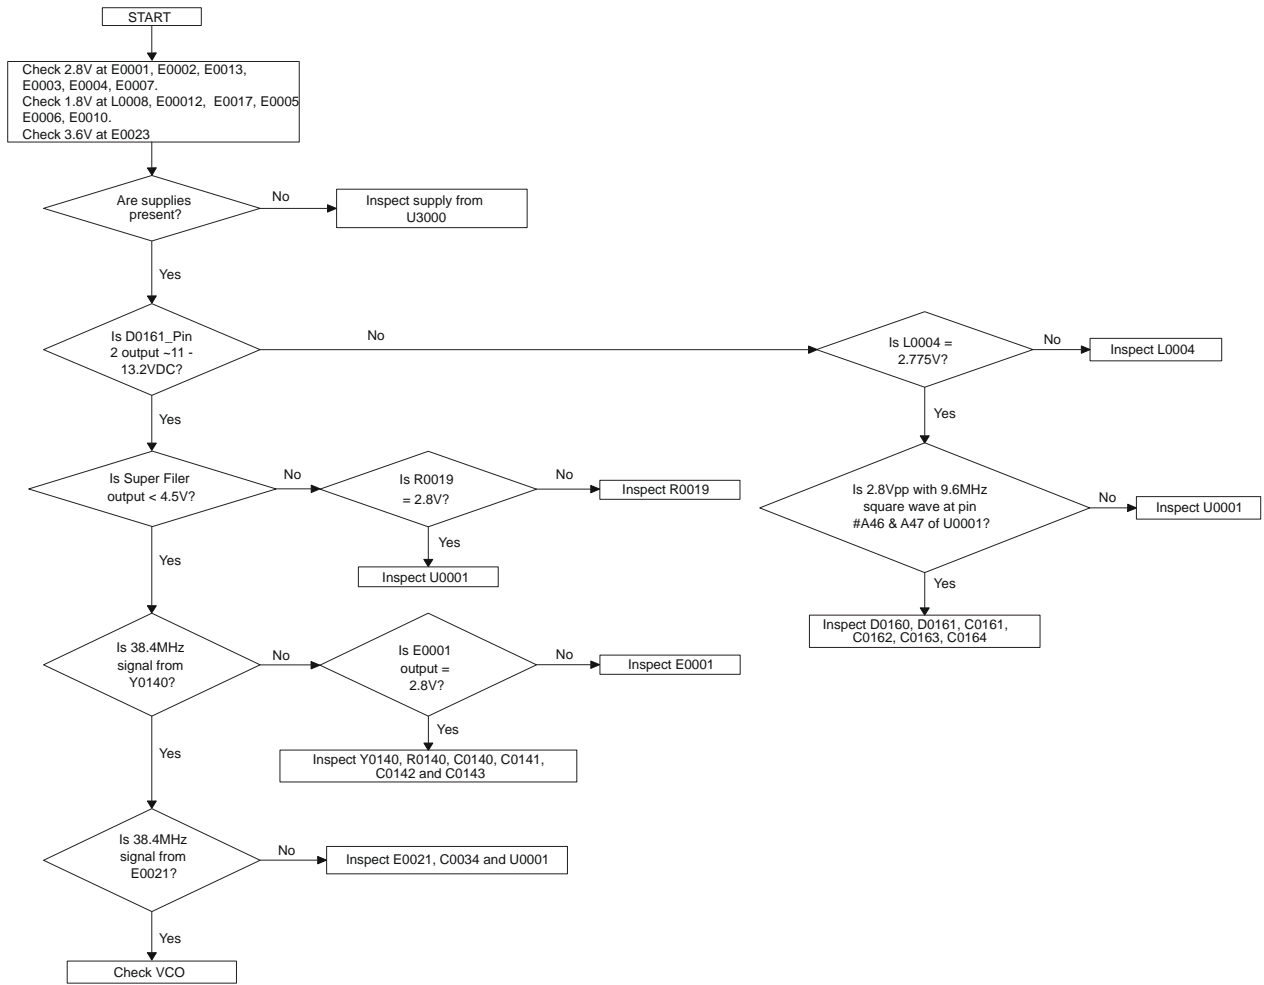 START
Check 2.8V at E0001, E0002, E0013,
E0003, E0004, E0007.
Check 1.8V at L0008, E00012, E0017, E0005
E0006, E0010.
Check 3.6V at E0023
Are supplies
present?
No
Inspect supply from
U3000
Yes
Is D0161_Pin
2 output ~11 -
13.2VDC?
No
Is L0004 =
2.775V?
No
Inspect L0004
Yes
Yes
Is Super Filer
output < 4.5V?
No
Is R0019
= 2.8V?
No
Inspect R0019
Is 2.8Vpp with 9.6MHz
square wave at pin
#A46 & A47 of U0001?
No
Inspect U0001
Yes
Yes
Inspect U0001
Yes
Inspect D0160, D0161, C0161,
C0162, C0163, C0164
Is 38.4MHz
signal from
Y0140?
No
Is E0001
output =
2.8V?
No
Inspect E0001
Yes
Yes
Inspect Y0140, R0140, C0140, C0141,
C0142 and C0143
Is 38.4MHz
signal from
E0021?
No
Inspect E0021, C0034 and U0001
Yes
Check VCO